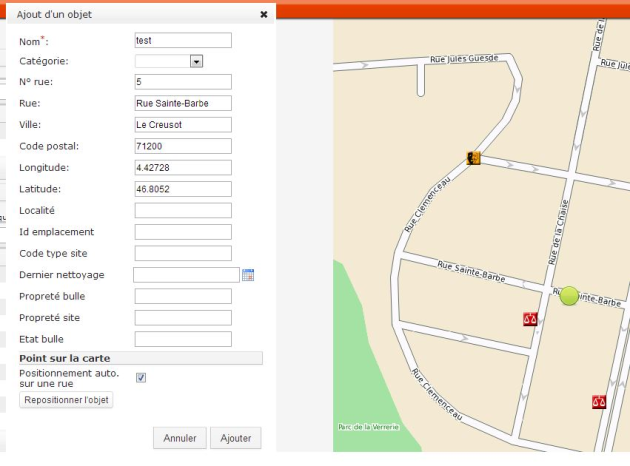 Ajout d'un objet
Nom*: test
Catégorie:
N° rue: 5
Rue: Rue Sainte-Barbe
Ville: Le Creusot
Code postal: 71200
Longitude: 4.42728
Latitude: 46.8052
Localité
Id emplacement
Code type site
Dernier nettoyage
Propreté bulle
Propreté site
Etat bulle
Point sur la carte
Positionnement auto.
sur une rue
Repositionner l'objet
Annuler Ajouter
Rue Jules Guesde
Rue de l
Rue Jule
Rue Clemenceau
Rue de la Chaise
Rue Sainte-Barbe
inte-Barbe
Rue Clemenceau
Parc de la Verrerie